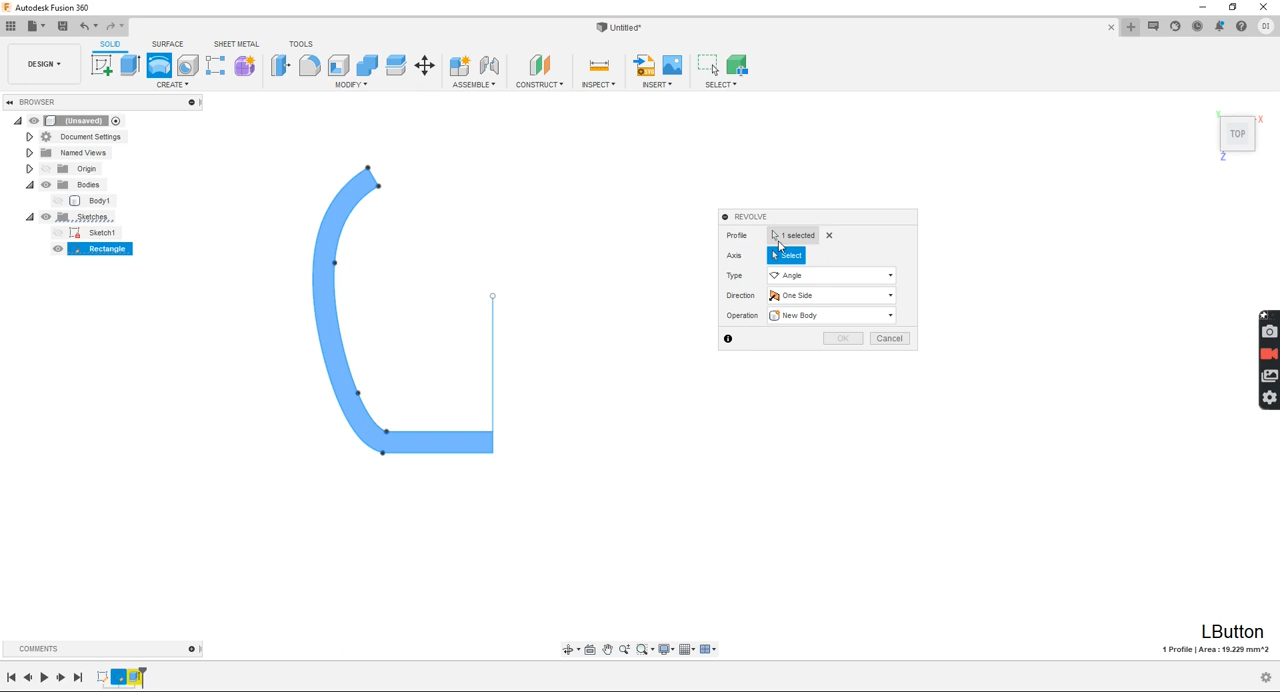 Autodesk Fusion 360
Untitled*
DI
DESIGN
SOLID SURFACE SHEET METAL TOOLS
CREATE MODIFY ASSEMBLE CONSTRUCT INSPECT INSERT SELECT
BROWSER
(Unsaved)
Document Settings
Named Views
Origin
Bodies
Body1
Sketches
Sketch1
Rectangle
Y
X
TOP
Z
REVOLVE
Profile 1 selected
Axis Select
Type Angle
Direction One Side
Operation New Body
OK Cancel
LButton
1 Profile | Area : 19.229 mm^2
COMMENTS